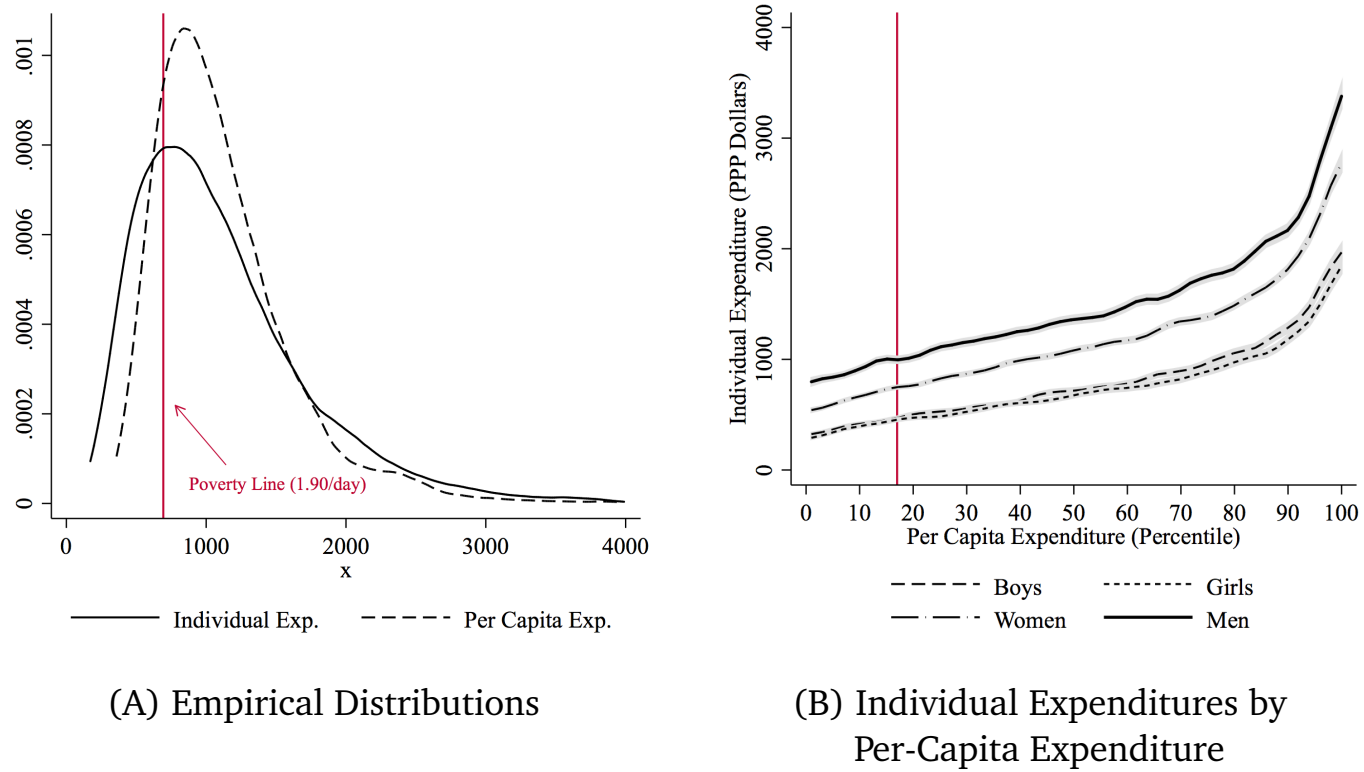 .001
.0008
.0006
.0004
.0002
0
Poverty Line (1.90/day)
0 1000 2000 3000 4000
x
Individual Exp. Per Capita Exp.
(A) Empirical Distributions
Individual Expenditure (PPP Dollars)
4000
3000
2000
1000
0
0 10 20 30 40 50 60 70 80 90 100
Per Capita Expenditure (Percentile)
Boys Girls
Women Men
(B) Individual Expenditures by
Per-Capita Expenditure